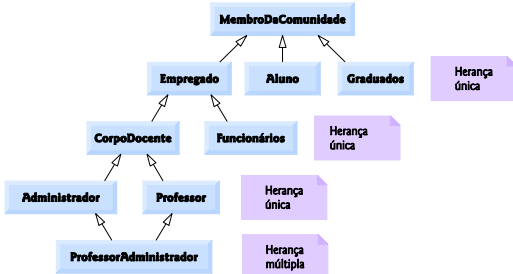 MembroDaComunidade
Empregado
Aluno
Graduados
Herança
única
CorpoDocente
Funcionários
Herança
única
Administrador
Professor
Herança
única
ProfessorAdministrador
Herança
múltipla